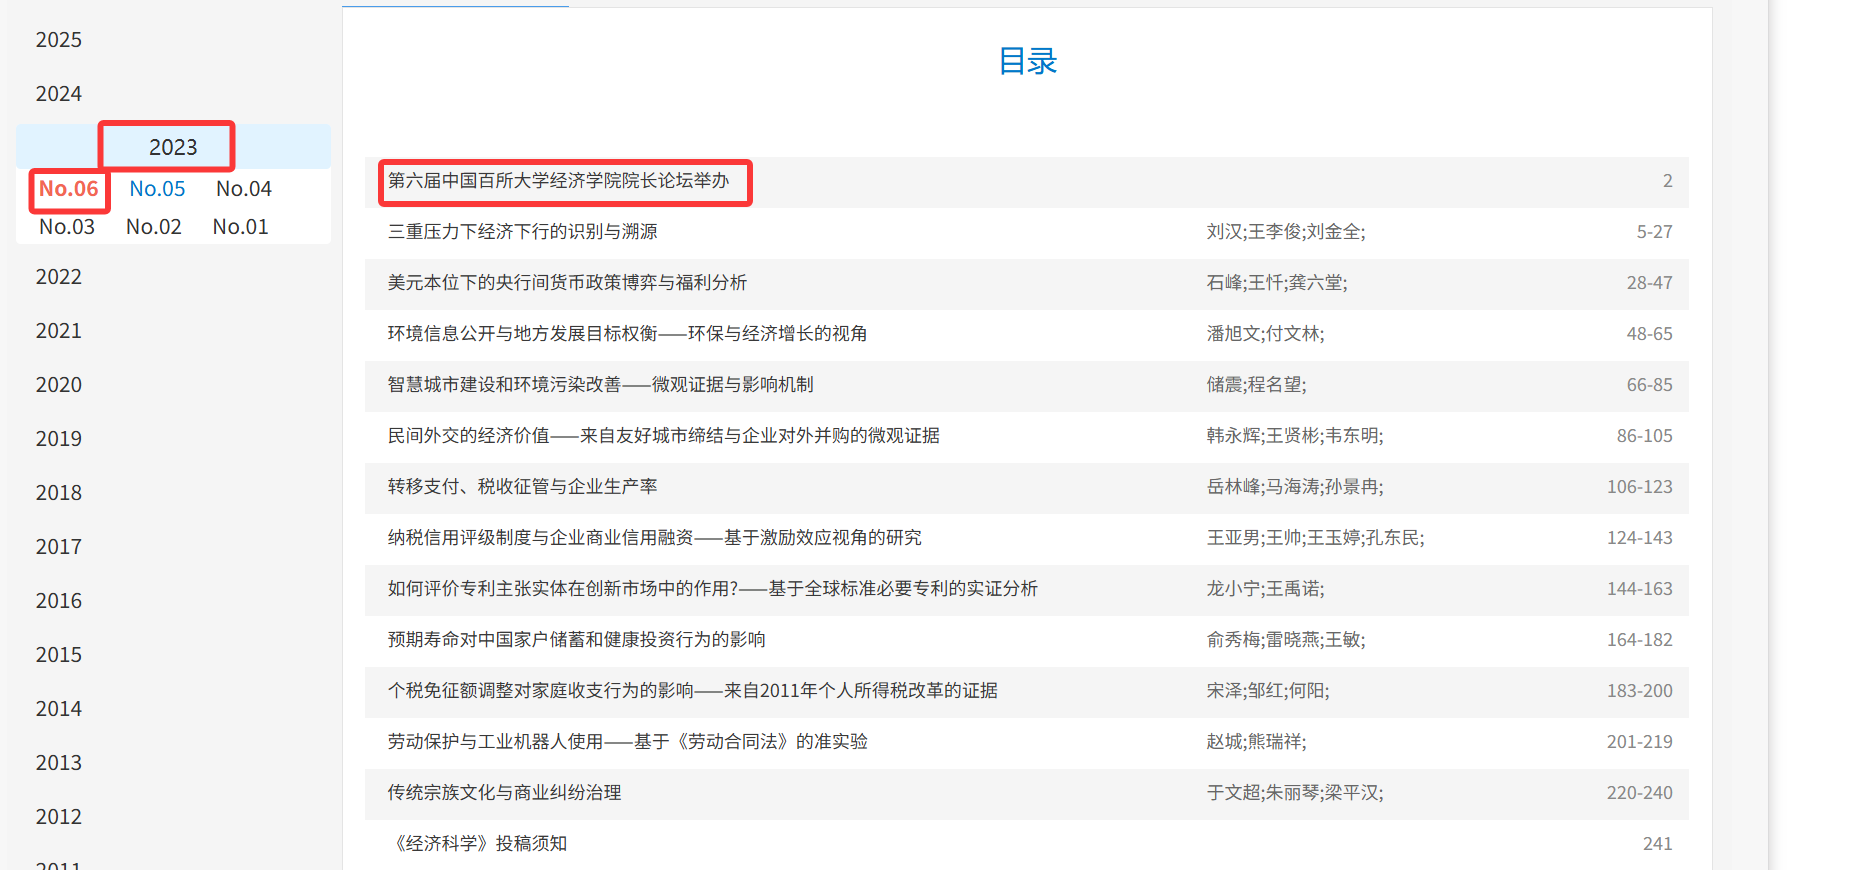 2025
2024
2023
No.06 No.05 No.04
No.03 No.02 No.01
2022
2021
2020
2019
2018
2017
2016
2015
2014
2013
2012
2011
目录
第六届中国百所大学经济学院院长论坛举办 2
三重压力下经济下行的识别与溯源 刘汉;王李俊;刘金全; 5-27
美元本位下的央行间货币政策博弈与福利分析 石峰;王忏;龚六堂; 28-47
环境信息公开与地方发展目标权衡——环保与经济增长的视角 潘旭文;付文林; 48-65
智慧城市建设和环境污染改善——微观证据与影响机制 储震;程名望; 66-85
民间外交的经济价值——来自友好城市缔结与企业对外并购的微观证据 韩永辉;王贤彬;韦东明; 86-105
转移支付、税收征管与企业生产率 岳林峰;马海涛;孙景冉; 106-123
纳税信用评级制度与企业商业信用融资——基于激励效应视角的研究 王亚男;王帅;王玉婷;孔东民; 124-143
如何评价专利主张实体在创新市场中的作用?——基于全球标准必要专利的实证分析 龙小宁;王禹诺; 144-163
预期寿命对中国家户储蓄和健康投资行为的影响 俞秀梅;雷晓燕;王敏; 164-182
个税免征额调整对家庭收支行为的影响——来自2011年个人所得税改革的证据 宋泽;邹红;何阳; 183-200
劳动保护与工业机器人使用——基于《劳动合同法》的准实验 赵城;熊瑞祥; 201-219
传统宗族文化与商业纠纷治理 于文超;朱丽琴;梁平汉; 220-240
《经济科学》投稿须知 241